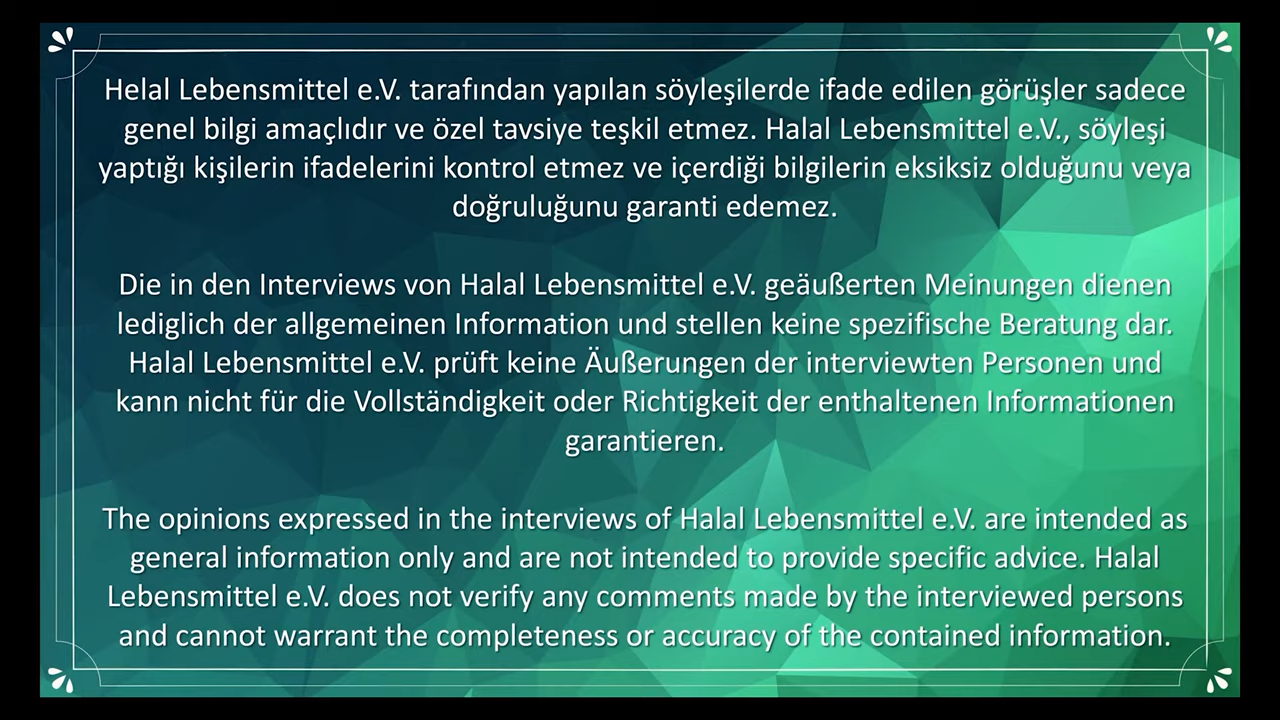 Helal Lebensmittel e.V. tarafından yapılan söyleşilerde ifade edilen görüşler sadece
genel bilgi amaçlıdır ve özel tavsiye teşkil etmez. Halal Lebensmittel e.V., söyleşi
yaptığı kişilerin ifadelerini kontrol etmez ve içerdiği bilgilerin eksiksiz olduğunu veya
doğruluğunu garanti edemez.
Die in den Interviews von Halal Lebensmittel e.V. geäußerten Meinungen dienen
lediglich der allgemeinen Information und stellen keine spezifische Beratung dar.
Halal Lebensmittel e.V. prüft keine Äußerungen der interviewten Personen und
kann nicht für die Vollständigkeit oder Richtigkeit der enthaltenen Informationen
garantieren.
The opinions expressed in the interviews of Halal Lebensmittel e.V. are intended as
general information only and are not intended to provide specific advice. Halal
Lebensmittel e.V. does not verify any comments made by the interviewed persons
and cannot warrant the completeness or accuracy of the contained information.